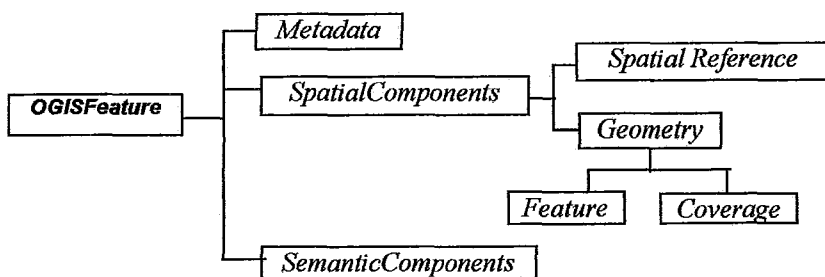 Metadata
Spatial Reference
SpatialComponents
OGISFeature
Geometry
Feature
Coverage
SemanticComponents